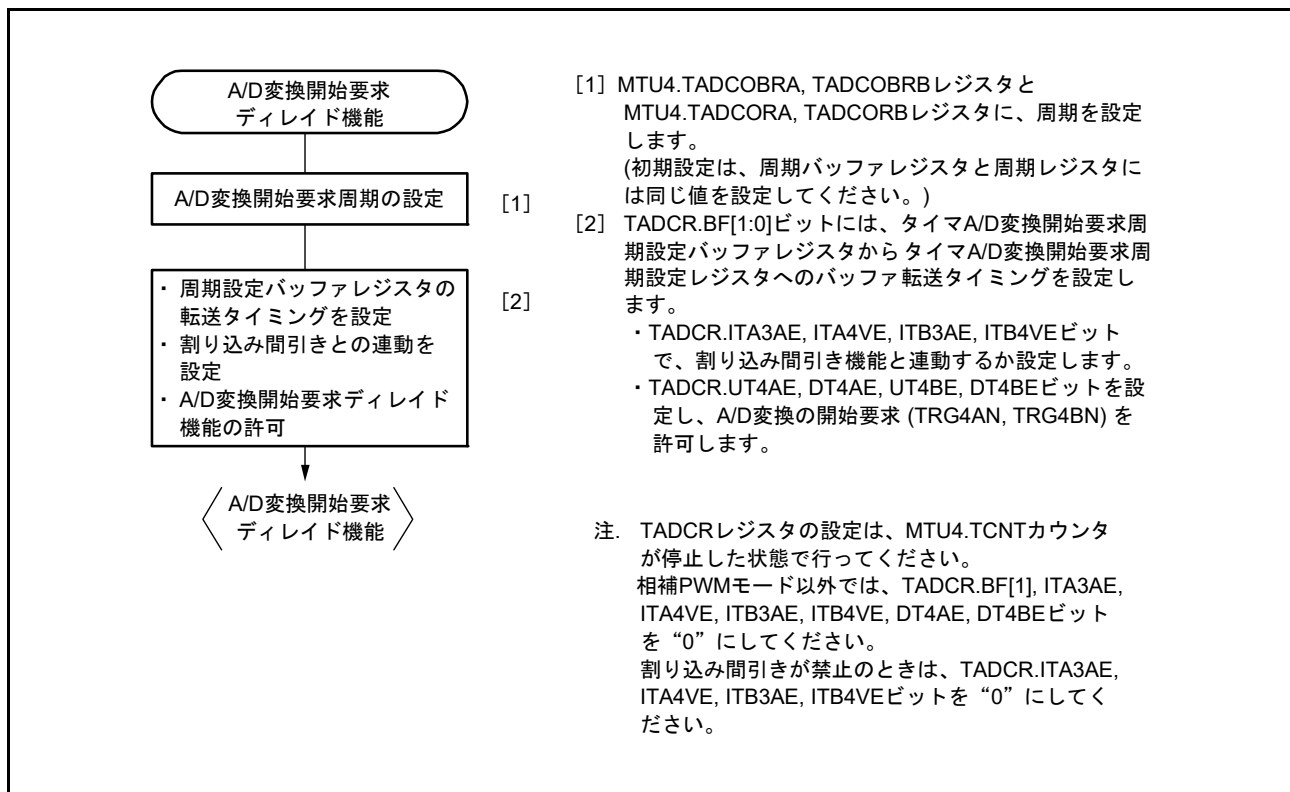 A/D変換開始要求
ディレイド機能
A/D変換開始要求周期の設定
[1]
・ 周期設定バッファレジスタの
転送タイミングを設定
・ 割り込み間引きとの連動を
設定
・ A/D変換開始要求ディレイド
機能の許可
[2]
A/D変換開始要求
ディレイド機能
[1] MTU4.TADCOBRA, TADCOBRBレジスタと
MTU4.TADCORA, TADCORBレジスタに、周期を設定
します。
(初期設定は、周期バッファレジスタと周期レジスタに
は同じ値を設定してください。)
[2] TADCR.BF[1:0]ビットには、タイマA/D変換開始要求周
期設定バッファレジスタから タイマA/D変換開始要求周
期設定レジスタへのバッファ 転送タイミングを設定し
ます。
・TADCR.ITA3AE, ITA4VE, ITB3AE, ITB4VEビット
で、割り込み間引き機能と連動するか設定します。
・TADCR.UT4AE, DT4AE, UT4BE, DT4BEビットを設
定し、A/D変換の開始要求 (TRG4AN, TRG4BN) を
許可します。
注. TADCRレジスタの設定は、MTU4.TCNTカウンタ
が停止した状態で行ってください。
相補PWMモード以外では、TADCR.BF[1], ITA3AE,
ITA4VE, ITB3AE, ITB4VE, DT4AE, DT4BEビット
を“0”にしてください。
割り込み間引きが禁止のときは、TADCR.ITA3AE,
ITA4VE, ITB3AE, ITB4VEビットを“0”にしてく
ださい。